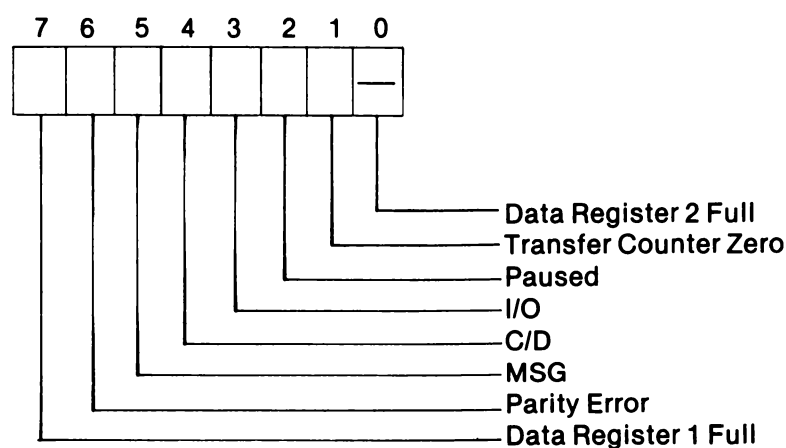 7 6 5 4 3 2 1 0
—
Data Register 2 Full
Transfer Counter Zero
Paused
I/O
C/D
MSG
Parity Error
Data Register 1 Full